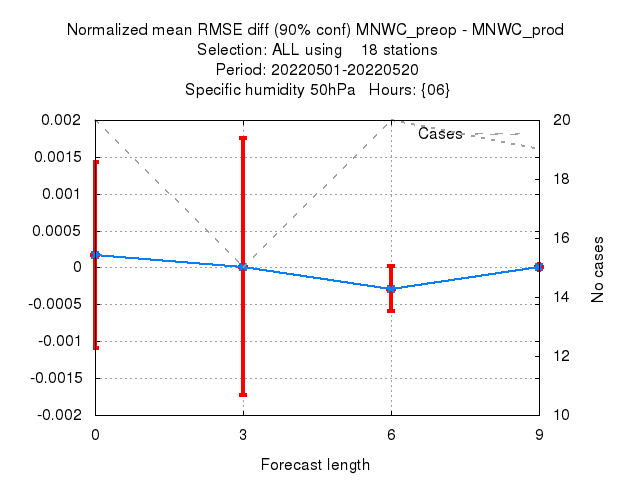 Normalized mean RMSE diff (90% conf) MNWC_preop - MNWC_prod
Selection: ALL using    18 stations
Period: 20220501-20220520
Specific humidity 50hPa   Hours: {06}
0.002
0.0015
0.001
0.0005
0
-0.0005
-0.001
-0.0015
-0.002
Cases
20
18
16
14
12
10
No cases
0 3 6 9
Forecast length